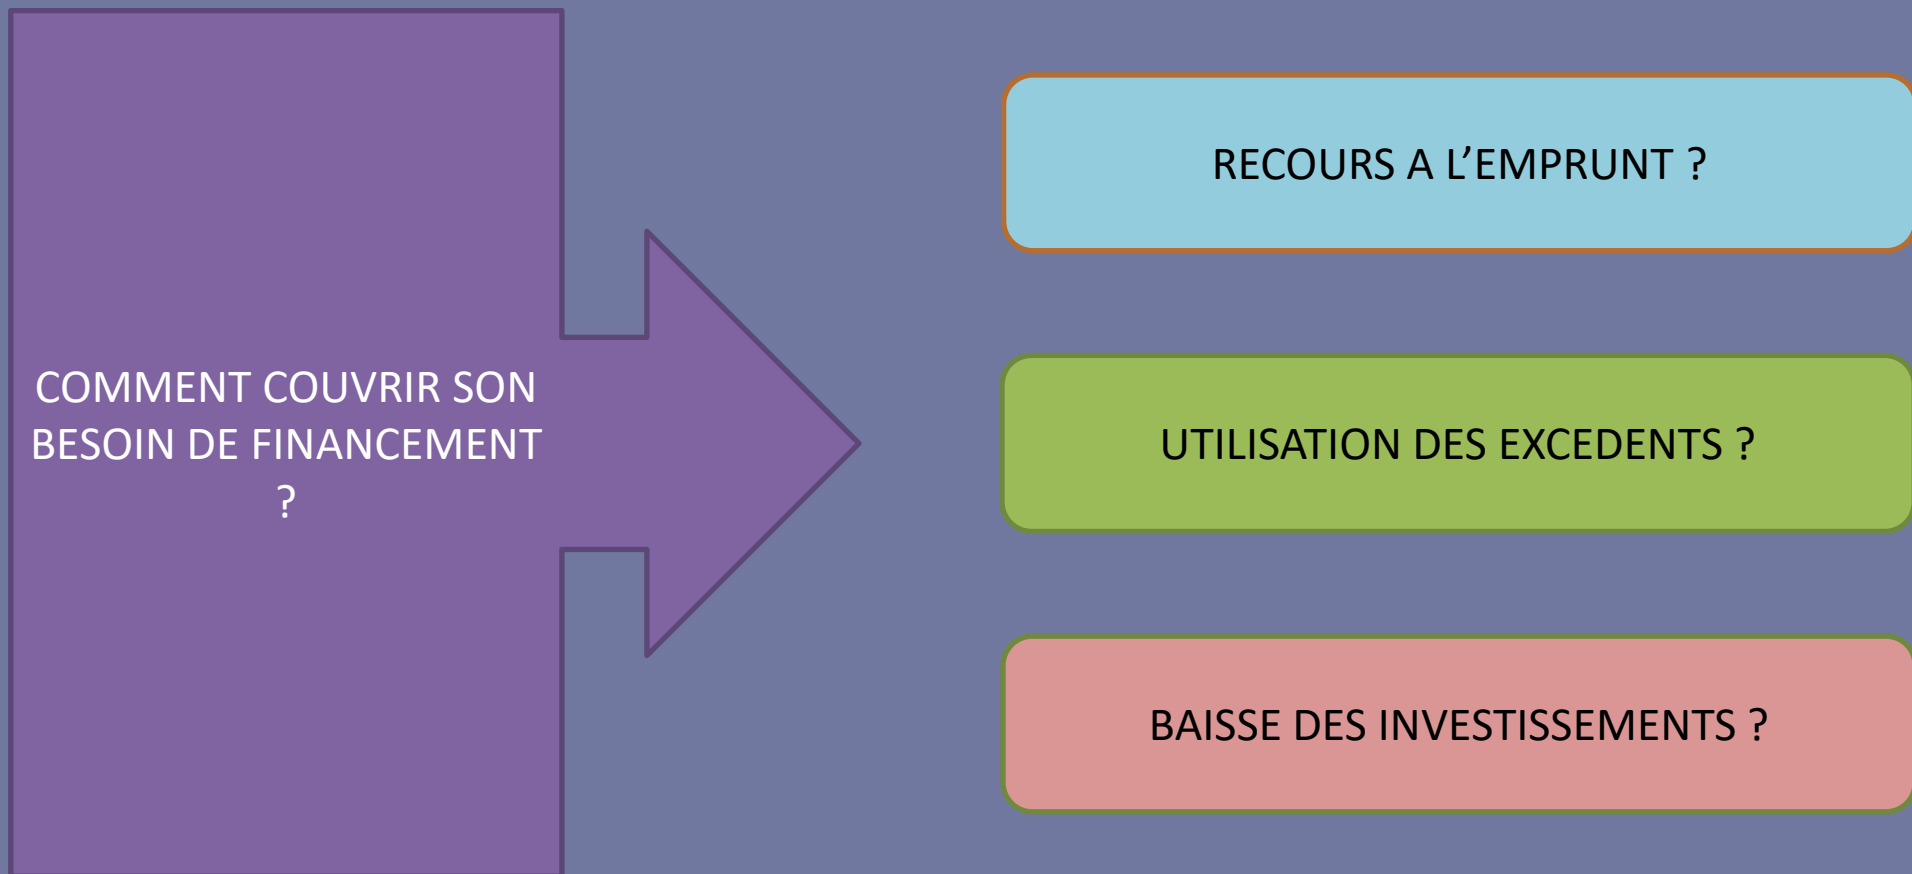 COMMENT COUVRIR SON
BESOIN DE FINANCEMENT
?
RECOURS A L’EMPRUNT ?
UTILISATION DES EXCEDENTS ?
BAISSE DES INVESTISSEMENTS ?